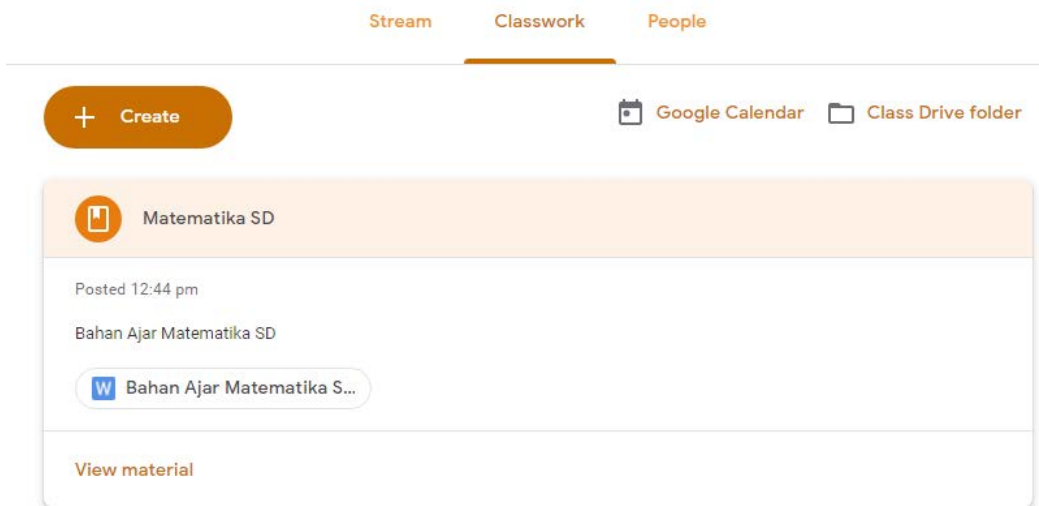 Stream Classwork People
+ Create Google Calendar Class Drive folder
Matematika SD
Posted 12:44 pm
Bahan Ajar Matematika SD
W Bahan Ajar Matematika S...
View material